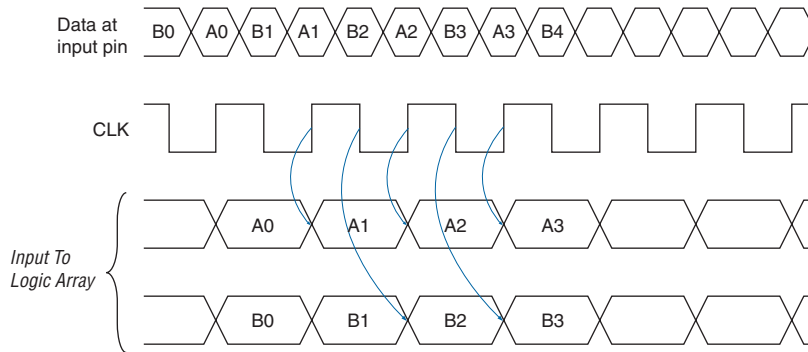 Data at
input pin
B0 A0 B1 A1 B2 A2 B3 A3 B4
CLK
Input To
Logic Array
A0 A1 A2 A3
B0 B1 B2 B3